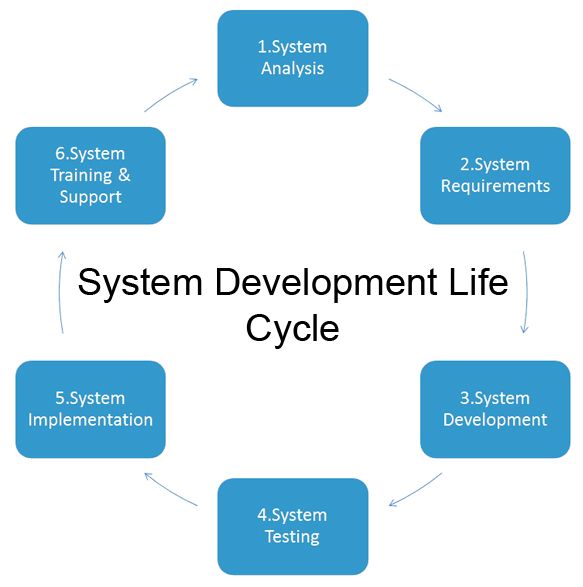 1.System
Analysis
2.System
Requirements
3.System
Development
4.System
Testing
5.System
Implementation
6.System
Training &
Support
System Development Life
Cycle